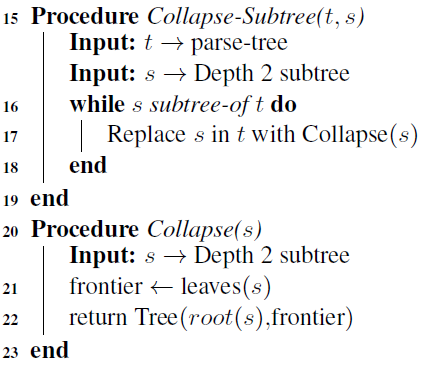 15 Procedure Collapse-Subtree(t, s)
Input: t → parse-tree
Input: s → Depth 2 subtree
16 while s subtree-of t do
17 Replace s in t with Collapse(s)
18 end
19 end
20 Procedure Collapse(s)
Input: s → Depth 2 subtree
21 frontier ← leaves(s)
22 return Tree(root(s),frontier)
23 end